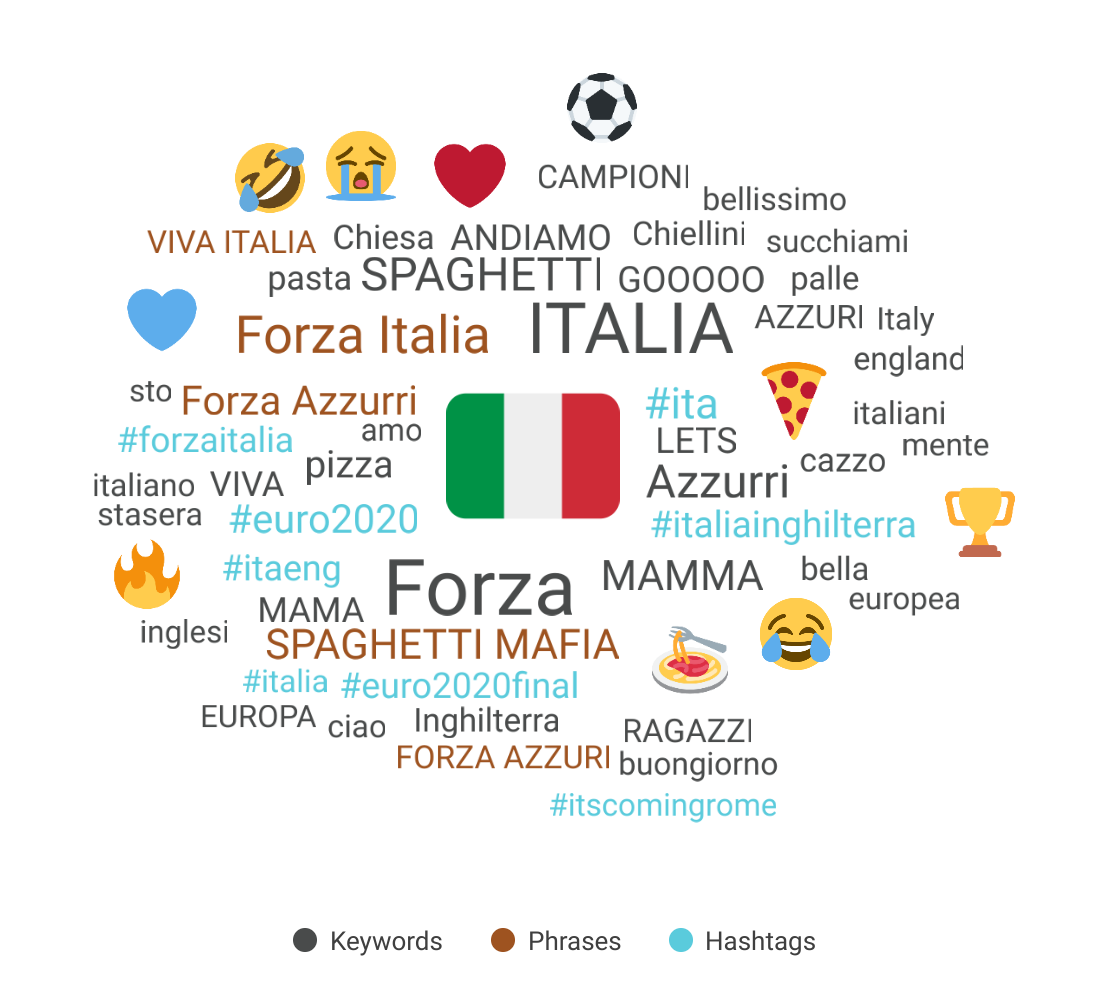 CAMPIONI
bellissimo
VIVA ITALIA Chiesa ANDIAMO Chiellini succhiami
pasta SPAGHETTI GOOOOO palle
Forza Italia ITALIA AZZURI Italy
england
sto Forza Azzurri #ita italiani
#forzaitalia amo LETS mente
pizza cazzo
italiano VIVA Azzurri
stasera #euro2020 #italiainghilterra
#itaeng Forza MAMMA bella
MAMA europea
inglesi SPAGHETTI MAFIA
#italia #euro2020final
EUROPA ciao Inghilterra RAGAZZI
FORZA AZZURI buongiorno
#itscomingrome
Keywords Phrases Hashtags